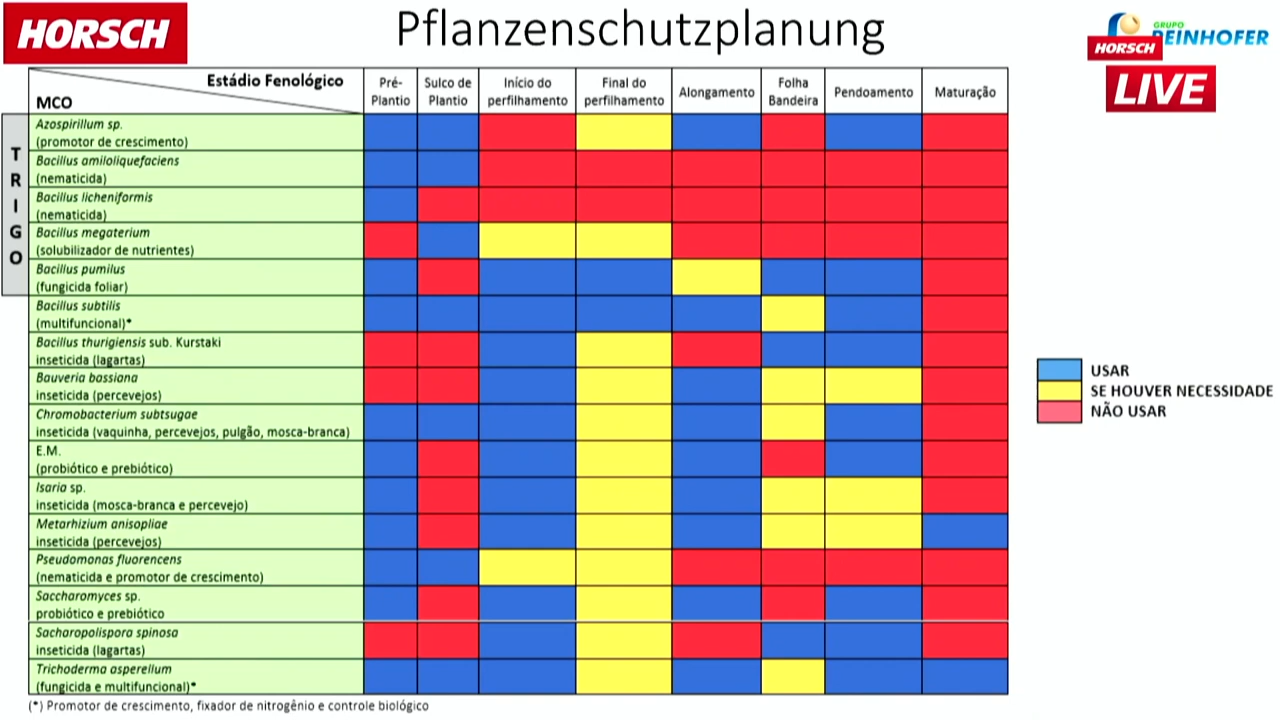 HORSCH
Pflanzenschutzplanung
GRUPO
REINHOFER
HORSCH
LIVE
Estádio Fenológico
MCO
Pré-
Plantio
Sulco de
Plantio
Início do
perfilhamento
Final do
perfilhamento
Alongamento
Folha
Bandeira
Pendoamento
Maturação
T
R
I
G
O
Azospirillum sp.
(promotor de crescimento)
Bacillus amiloliquefaciens
(nematicida)
Bacillus licheniformis
(nematicida)
Bacillus megaterium
(solubilizador de nutrientes)
Bacillus pumilus
(fungicida foliar)
Bacillus subtilis
(multifuncional)*
Bacillus thurigiensis sub. Kurstaki
inseticida (lagartas)
Bauveria bassiana
inseticida (percevejos)
Chromobacterium subtsugae
inseticida (vaquinha, percevejos, pulgão, mosca-branca)
E.M.
(probiótico e prebiótico)
Isaria sp.
inseticida (mosca-branca e percevejo)
Metarhizium anisopliae
inseticida (percevejos)
Pseudomonas fluorencens
(nematicida e promotor de crescimento)
Saccharomyces sp.
probiótico e prebiótico
Sacharopolispora spinosa
inseticida (lagartas)
Trichoderma asperellum
(fungicida e multifuncional)*
(*) Promotor de crescimento, fixador de nitrogênio e controle biológico
USAR
SE HOUVER NECESSIDADE
NÃO USAR